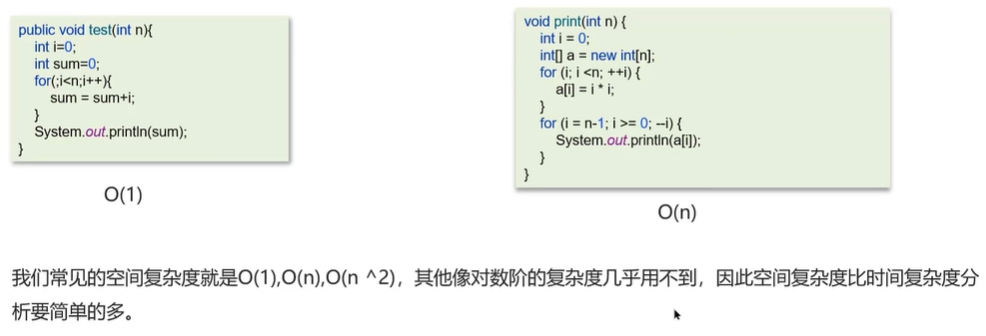 public void test(int n){
int i=0;
int sum=0;
for(;i<n;i++){
sum = sum+i;
}
System.out.println(sum);
}
O(1)
void print(int n) {
int i = 0;
int[] a = new int[n];
for (i; i <n; ++i) {
a[i] = i * i;
}
for (i = n-1; i >= 0; --i) {
System.out.println(a[i]);
}
}
O(n)
我们常见的空间复杂度就是O(1),O(n),O(n ^2)，其他像对数阶的复杂度几乎用不到，因此空间复杂度比时间复杂度分
析要简单的多。